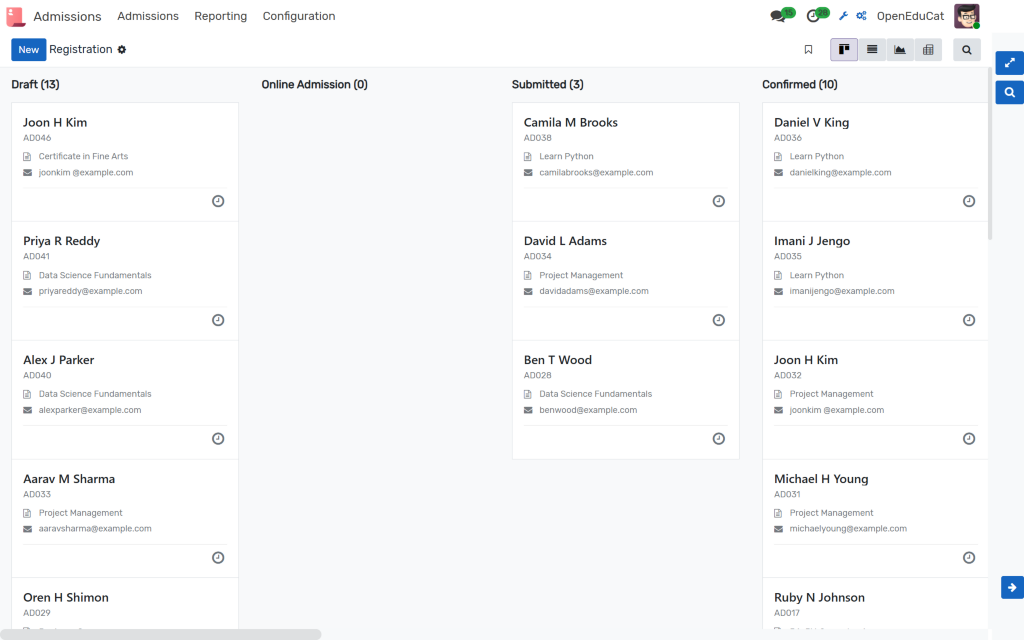 Admissions Admissions Reporting Configuration 15 28 OpenEduCat
New Registration
Draft (13)
Joon H Kim
AD046
Certificate in Fine Arts
joonkim @example.com
Priya R Reddy
AD041
Data Science Fundamentals
priyareddy@example.com
Alex J Parker
AD040
Data Science Fundamentals
alexparker@example.com
Aarav M Sharma
AD033
Project Management
aaravsharma@example.com
Oren H Shimon
AD029
Online Admission (0)
Submitted (3)
Camila M Brooks
AD038
Learn Python
camilabrooks@example.com
David L Adams
AD034
Project Management
davidadams@example.com
Ben T Wood
AD028
Data Science Fundamentals
benwood@example.com
Confirmed (10)
Daniel V King
AD036
Learn Python
danielking@example.com
Imani J Jengo
AD035
Learn Python
imanijengo@example.com
Joon H Kim
AD032
Project Management
joonkim @example.com
Michael H Young
AD031
Project Management
michaelyoung@example.com
Ruby N Johnson
AD017